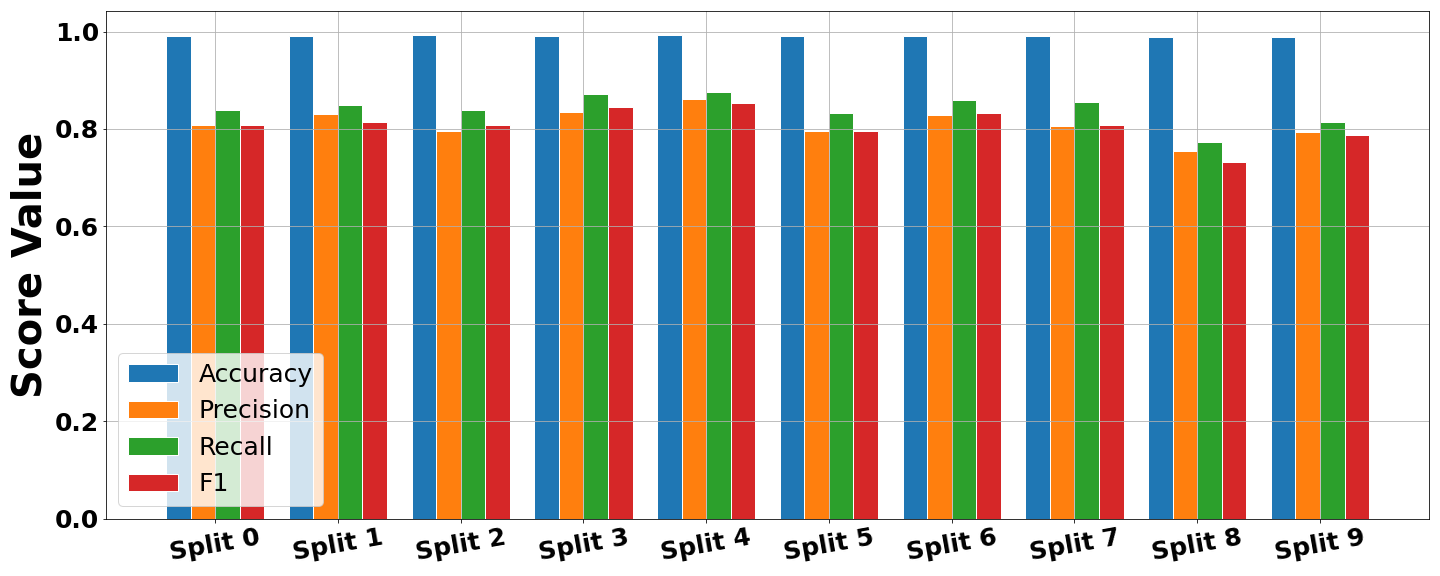 Score Value
1.0
0.8
0.6
0.4
0.2
0.0
Accuracy
Precision
Recall
F1
Split 0
Split 1
Split 2
Split 3
Split 4
Split 5
Split 6
Split 7
Split 8
Split 9